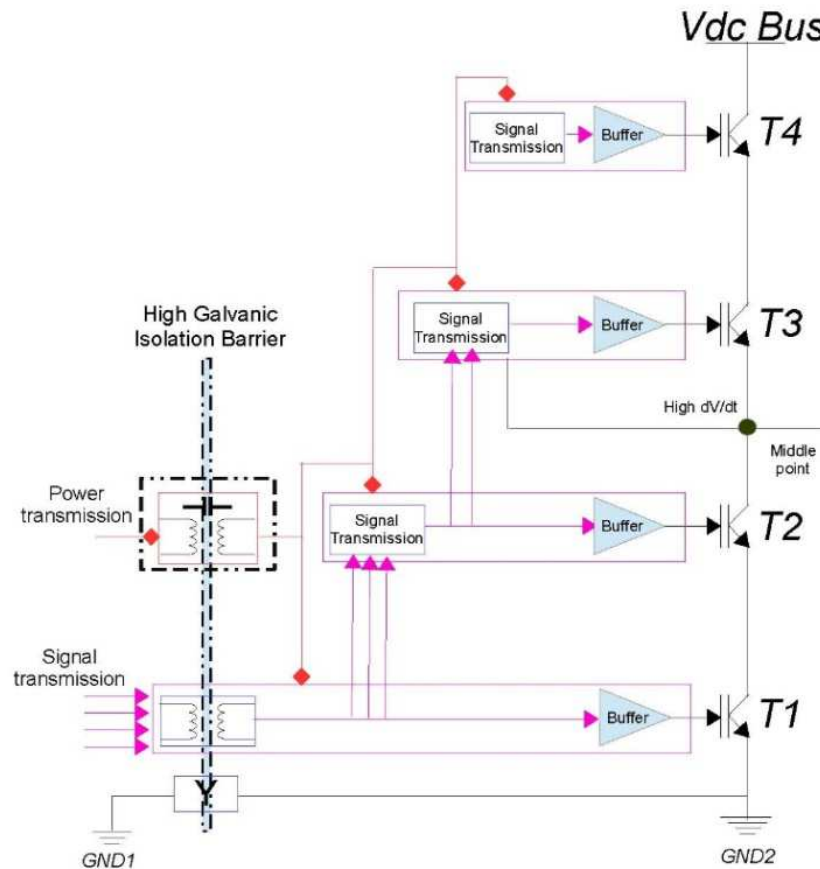 Vdc Bus
Signal
Transmission
Buffer
T4
High Galvanic
Isolation Barrier
Signal
Transmission
Buffer
T3
High dV/dt
Middle
point
Power
transmission
Signal
Transmission
Buffer
T2
Signal
transmission
Buffer
T1
Y
GND1
GND2